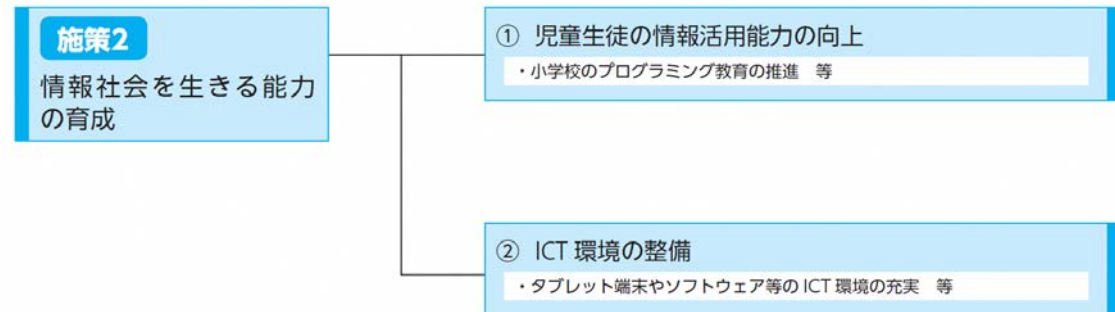 施策2
情報社会を生きる能力
の育成
① 児童生徒の情報活用能力の向上
・小学校のプログラミング教育の推進　等
② ICT 環境の整備
・タブレット端末やソフトウェア等の ICT 環境の充実　等